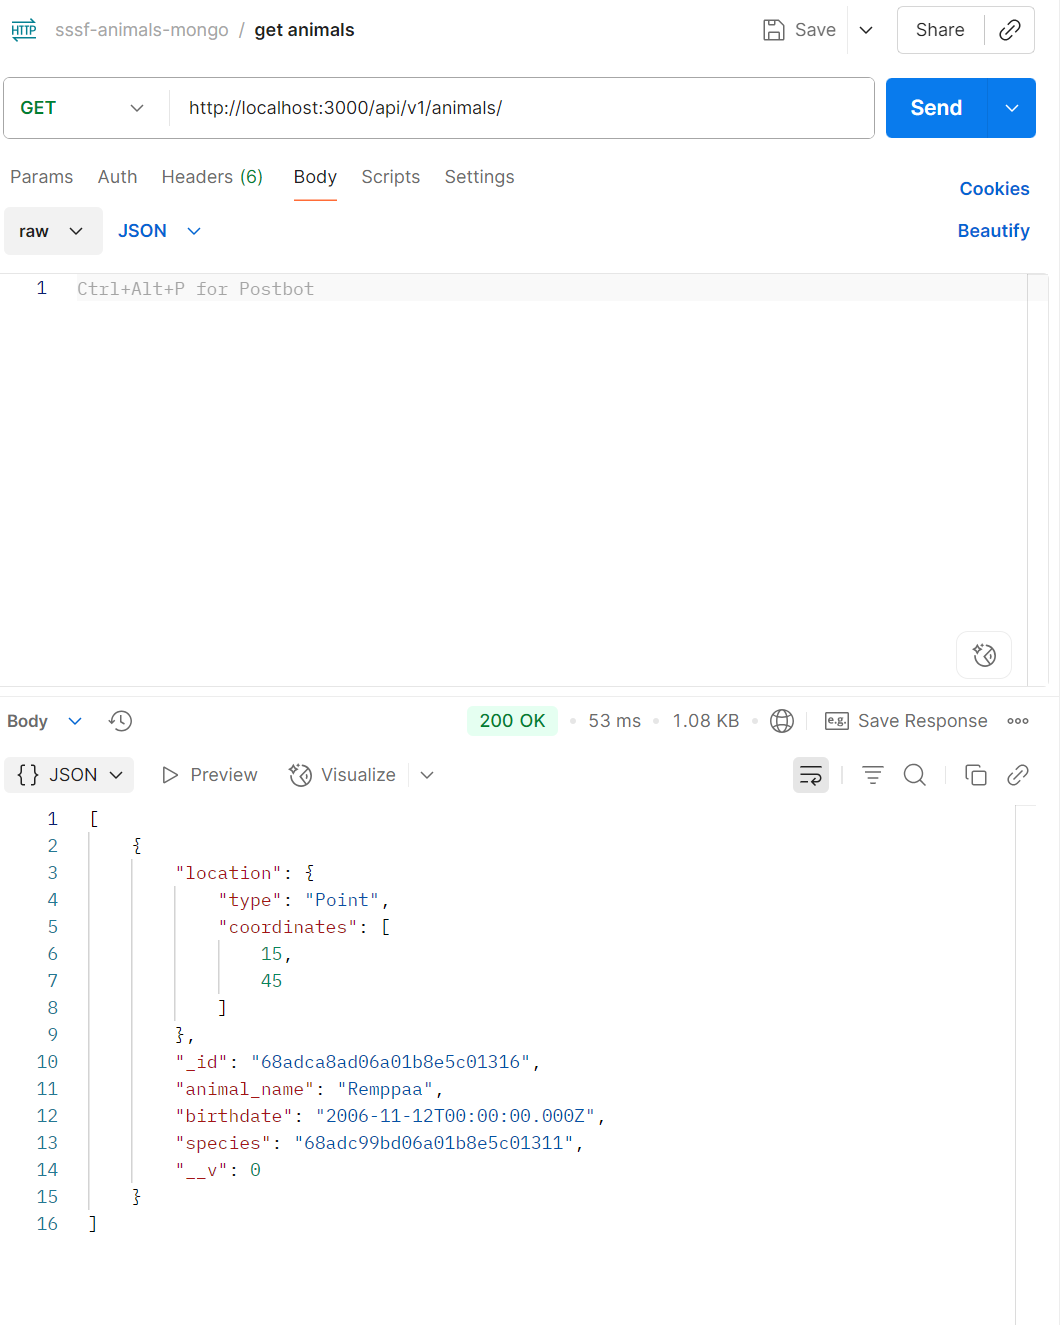 HTTP sssf-animals-mongo / get animals Save Share
GET http://localhost:3000/api/v1/animals/ Send
Params Auth Headers (6) Body Scripts Settings Cookies
raw JSON Beautify
1 Ctrl+Alt+P for Postbot
Body 200 OK 53 ms 1.08 KB e.g. Save Response
{} JSON Preview Visualize
1 [
2 {
3 "location": {
4 "type": "Point",
5 "coordinates": [
6 15,
7 45
8 ]
9 },
10 "_id": "68adca8ad06a01b8e5c01316",
11 "animal_name": "Remppaa",
12 "birthdate": "2006-11-12T00:00:00.000Z",
13 "species": "68adc99bd06a01b8e5c01311",
14 "__v": 0
15 }
16 ]